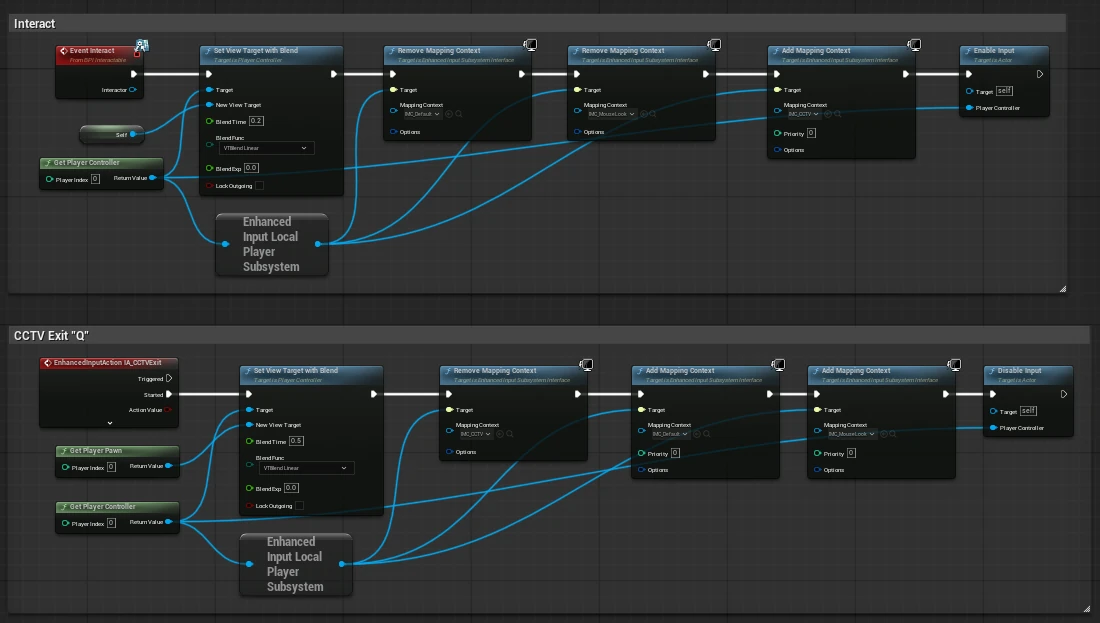 Interact
Event Interact
From BPI Interactable
Interactor
Self
Get Player Controller
Player Index 0 Return Value
Set View Target with Blend
Target is Player Controller
Target
New View Target
Blend Time 0.2
Blend Func
VTBlend Linear
Blend Exp 0.0
Lock Outgoing
Enhanced
Input Local
Player
Subsystem
Remove Mapping Context
Target is Enhanced Input Subsystem Interface
Target
Mapping Context
IMC_Default
Options
Remove Mapping Context
Target is Enhanced Input Subsystem Interface
Target
Mapping Context
IMC_MouseLook
Options
Add Mapping Context
Target is Enhanced Input Subsystem Interface
Target
Mapping Context
IMC_CCTV
Priority 0
Options
Enable Input
Target is Actor
Target self
Player Controller
CCTV Exit "Q"
EnhancedInputAction IA_CCTVExit
Triggered
Started
Action Value
Get Player Pawn
Player Index 0 Return Value
Get Player Controller
Player Index 0 Return Value
Set View Target with Blend
Target is Player Controller
Target
New View Target
Blend Time 0.5
Blend Func
VTBlend Linear
Blend Exp 0.0
Lock Outgoing
Enhanced
Input Local
Player
Subsystem
Remove Mapping Context
Target is Enhanced Input Subsystem Interface
Target
Mapping Context
IMC_CCTV
Options
Add Mapping Context
Target is Enhanced Input Subsystem Interface
Target
Mapping Context
IMC_Default
Priority 0
Options
Add Mapping Context
Target is Enhanced Input Subsystem Interface
Target
Mapping Context
IMC_MouseLook
Priority 0
Options
Disable Input
Target is Actor
Target self
Player Controller